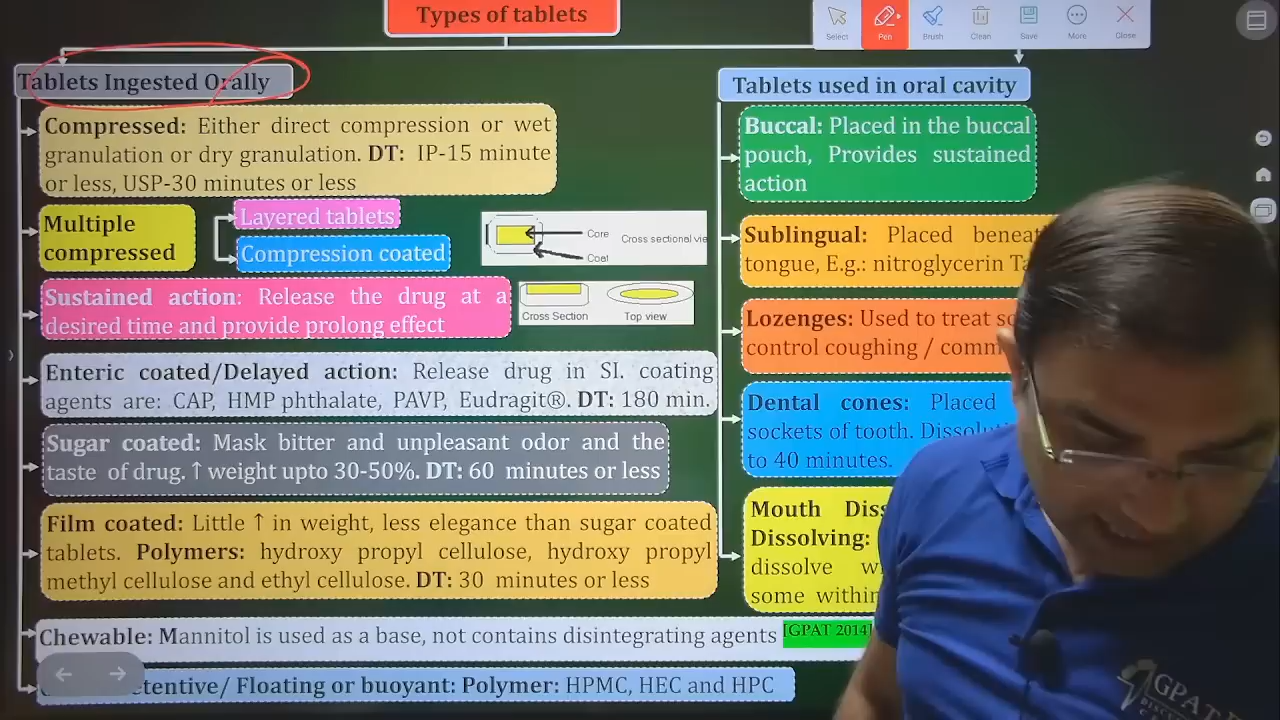 Types of tablets
Select
Pen
Brush
Clean
Save
More
Close
Tablets Ingested Orally
Compressed: Either direct compression or wet
granulation or dry granulation. DT: IP-15 minute
or less, USP-30 minutes or less
Multiple
compressed
Layered tablets
Compression coated
Core
Coat
Cross sectional
Sustained action: Release the drug at a
desired time and provide prolong effect
Cross Section
Top view
Enteric coated/Delayed action: Release drug in SI. coating
agents are: CAP, HMP phthalate, PAVP, Eudragit®. DT: 180 min.
Sugar coated: Mask bitter and unpleasant odor and the
taste of drug. ↑ weight upto 30-50%. DT: 60 minutes or less
Film coated: Little ↑ in weight, less elegance than sugar coated
tablets. Polymers: hydroxy propyl cellulose, hydroxy propyl
methyl cellulose and ethyl cellulose. DT: 30 minutes or less
Chewable: Mannitol is used as a base, not contains disintegrating agents [GPAT 2014]
Floating or buoyant: Polymer: HPMC, HEC and HPC
Tablets used in oral cavity
Buccal: Placed in the buccal
pouch, Provides sustained
action
Sublingual: Placed
tongue, E.g.: nitroglycerin
Lozenges: Used to treat
control coughing /
Dental cones: Placed
sockets of tooth.
to 40 minutes.
Mouth
Dissolving:
dissolve
some within
GPAT